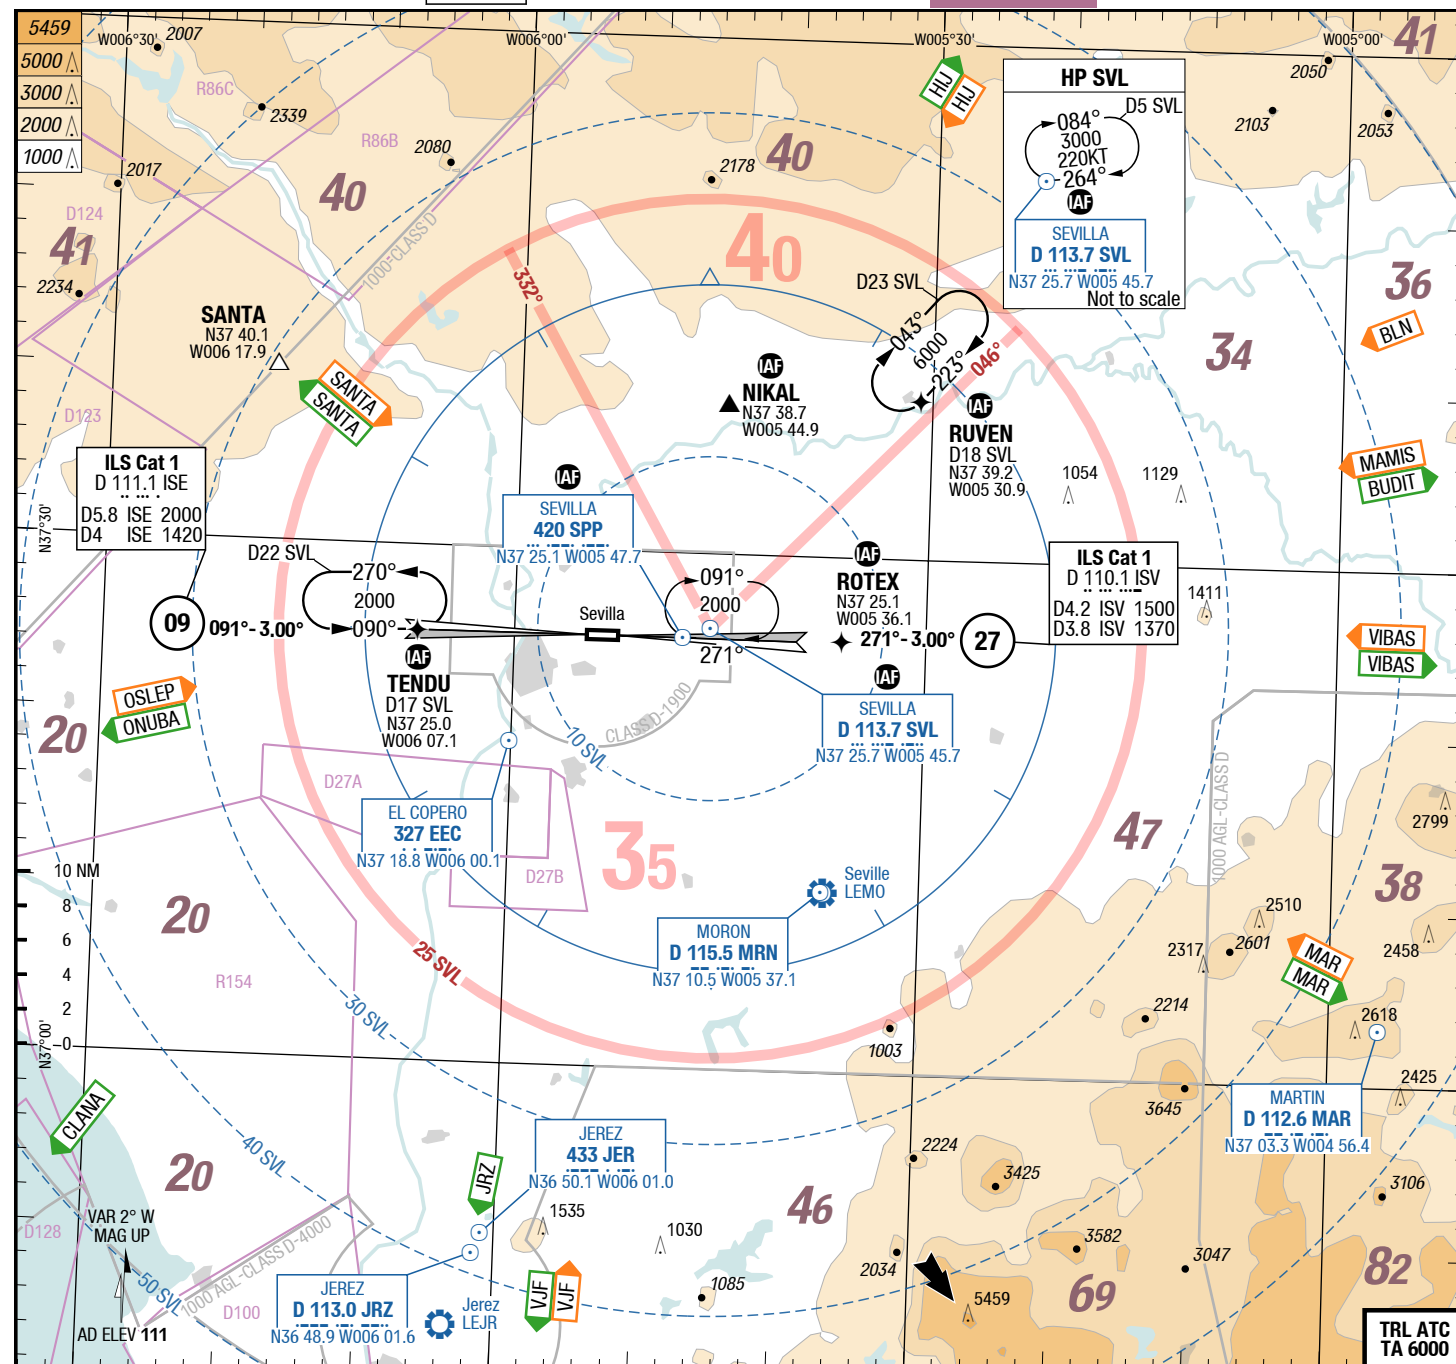 5459
5000
3000
2000
1000
W006°30'
2007
W006°00'
W005°30'
W005°00'
41
R86C
2339
R86B
2080
2017
40
D124
41
2234
1000-CLASS D
2178
40
40
HIJ
HIJ
HP SVL
D5 SVL
084°
3000
220KT
264°
IAF
SEVILLA
D 113.7 SVL
N37 25.7 W005 45.7
Not to scale
2050
2103
2053
36
BLN
34
SANTA
N37 40.1
W006 17.9
SANTA
SANTA
D123
332°
D23 SVL
043°
6000
223°
046°
IAF
NIKAL
N37 38.7
W005 44.9
IAF
RUVEN
D18 SVL
N37 39.2
W005 30.9
1054
1129
MAMIS
BUDIT
ILS Cat 1
D 111.1 ISE
D5.8 ISE 2000
D4 ISE 1420
N37°30'
IAF
SEVILLA
420 SPP
N37 25.1 W005 47.7
D22 SVL
270°
2000
090°
09
091°- 3.00°
IAF
TENDU
D17 SVL
N37 25.0
W006 07.1
Sevilla
091°
2000
271°
IAF
ROTEX
N37 25.1
W005 36.1
271°- 3.00°
27
ILS Cat 1
D 110.1 ISV
D4.2 ISV 1500
D3.8 ISV 1370
1411
VIBAS
VIBAS
IAF
SEVILLA
D 113.7 SVL
N37 25.7 W005 45.7
OSLEP
ONUBA
20
CLASS D-1900
10 SVL
D27A
EL COPERO
327 EEC
N37 18.8 W006 00.1
D27B
35
Seville
LEMO
MORON
D 115.5 MRN
N37 10.5 W005 37.1
47
1000 AGL-CLASS D
2799
38
2510
2601
2317
2458
MAR
MAR
2214
2618
10 NM
8
6
4
2
0
N37°00'
20
R154
25 SVL
30 SVL
1003
3645
2425
MARTIN
D 112.6 MAR
N37 03.3 W004 56.4
CLANA
40 SVL
20
JEREZ
433 JER
N36 50.1 W006 01.0
JRZ
2224
3425
3106
46
VAR 2° W
MAG UP
D128
50 SVL
1000 AGL-CLASS D-4000
D100
AD ELEV 111
JEREZ
D 113.0 JRZ
N36 48.9 W006 01.6
Jerez
LEJR
1535
1030
VJF
VJF
1085
2034
3582
3047
5459
69
82
TRL ATC
TA 6000